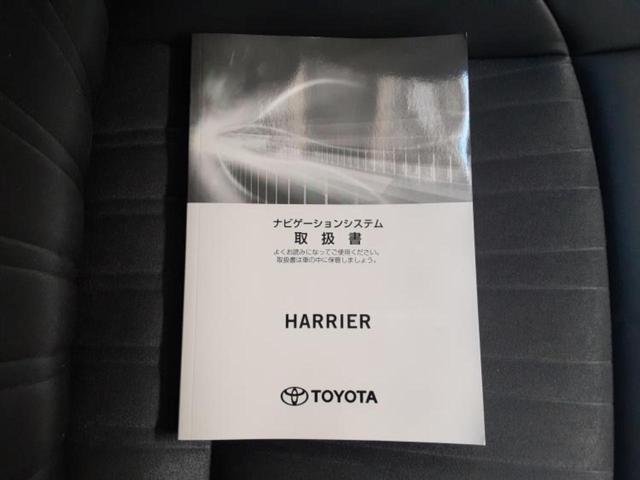 ナビゲーションシステム
取扱書
よくお読みになってご使用ください。
取扱書は車の中に保管しましょう。
HARRIER
TOYOTA